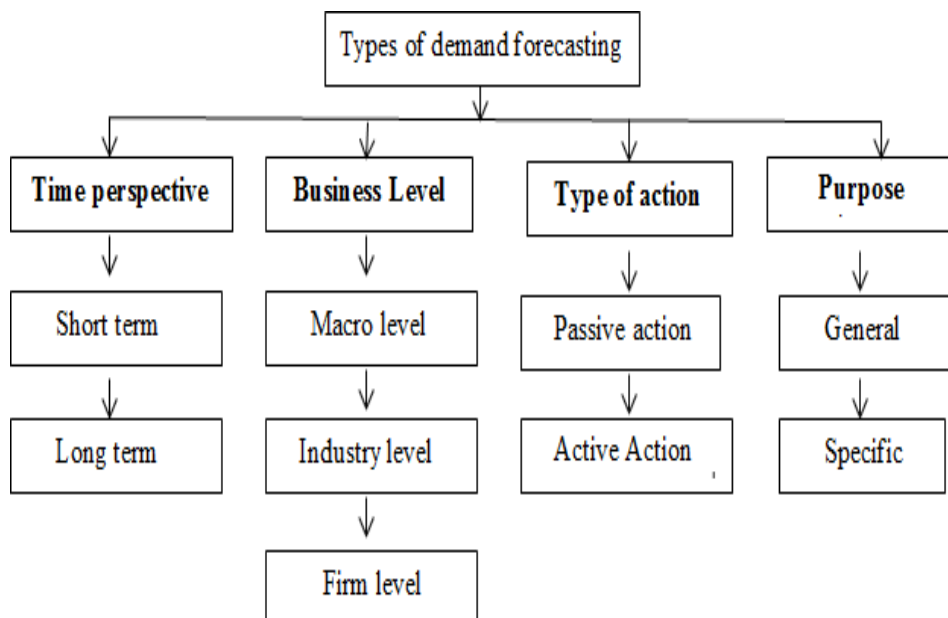 Types of demand forecasting
Time perspective
Business Level
Type of action
Purpose
Short term
Macro level
Passive action
General
Long term
Industry level
Active Action
Specific
Firm level